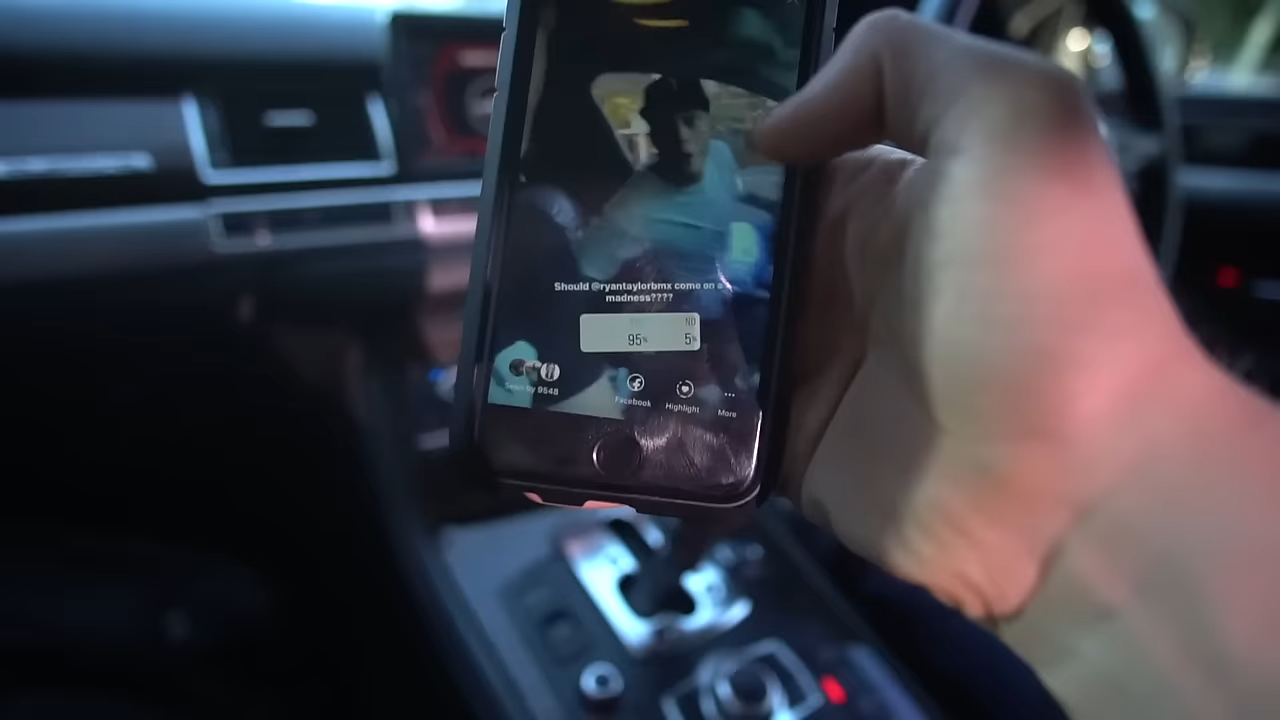 Should @ryantaylorbmx come on a
madness????
NO
95% 5%
Seen by 9548
Facebook
Highlight
More